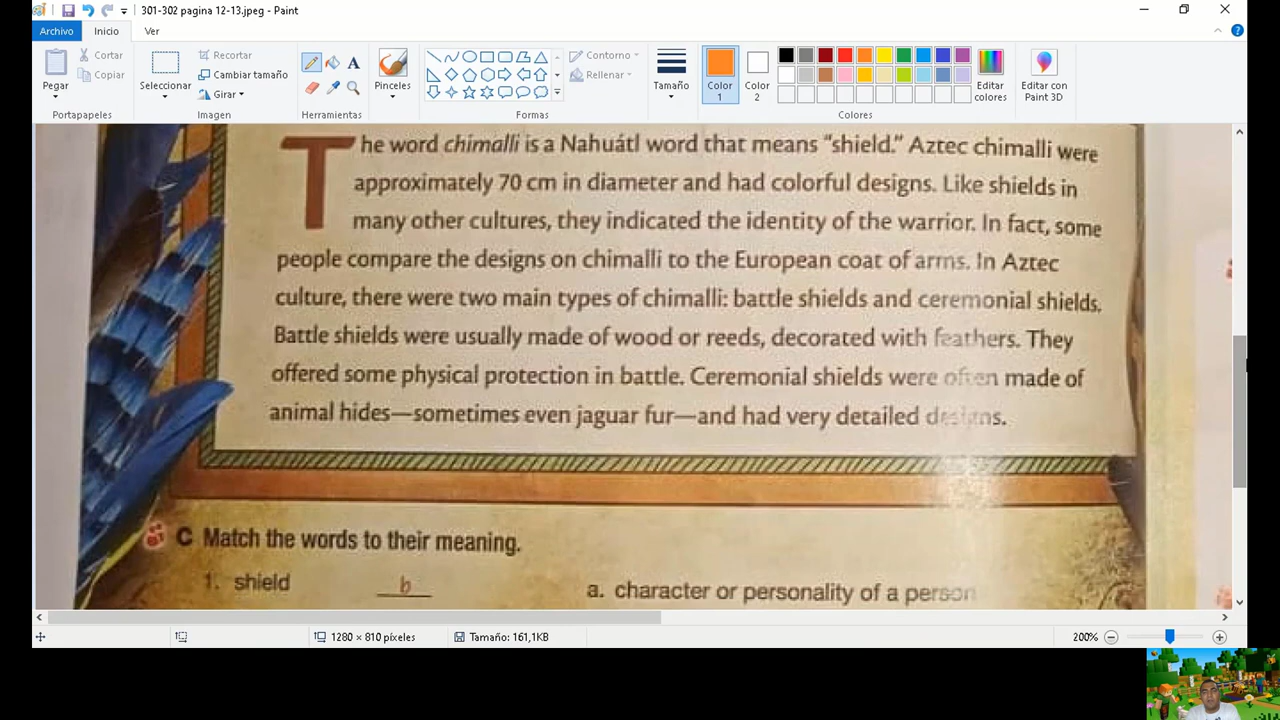 301-302 pagina 12-13.jpeg - Paint
Archivo Inicio Ver
Pegar
Cortar
Copiar
Portapapeles
Seleccionar
Recortar
Cambiar tamaño
Girar
Imagen
Herramientas
Pinceles
Contorno
Rellenar
Formas
Tamaño
Color 1
Color 2
Editar colores
Colores
Editar con Paint 3D
The word chimalli is a Nahuátl word that means “shield.” Aztec chimalli were
approximately 70 cm in diameter and had colorful designs. Like shields in
many other cultures, they indicated the identity of the warrior. In fact, some
people compare the designs on chimalli to the European coat of arms. In Aztec
culture, there were two main types of chimalli: battle shields and ceremonial shields.
Battle shields were usually made of wood or reeds, decorated with feathers. They
offered some physical protection in battle. Ceremonial shields were often made of
animal hides—sometimes even jaguar fur—and had very detailed designs.
C Match the words to their meaning.
1. shield b a. character or personality of a person
1280 × 810 píxeles Tamaño: 161,1KB 200%